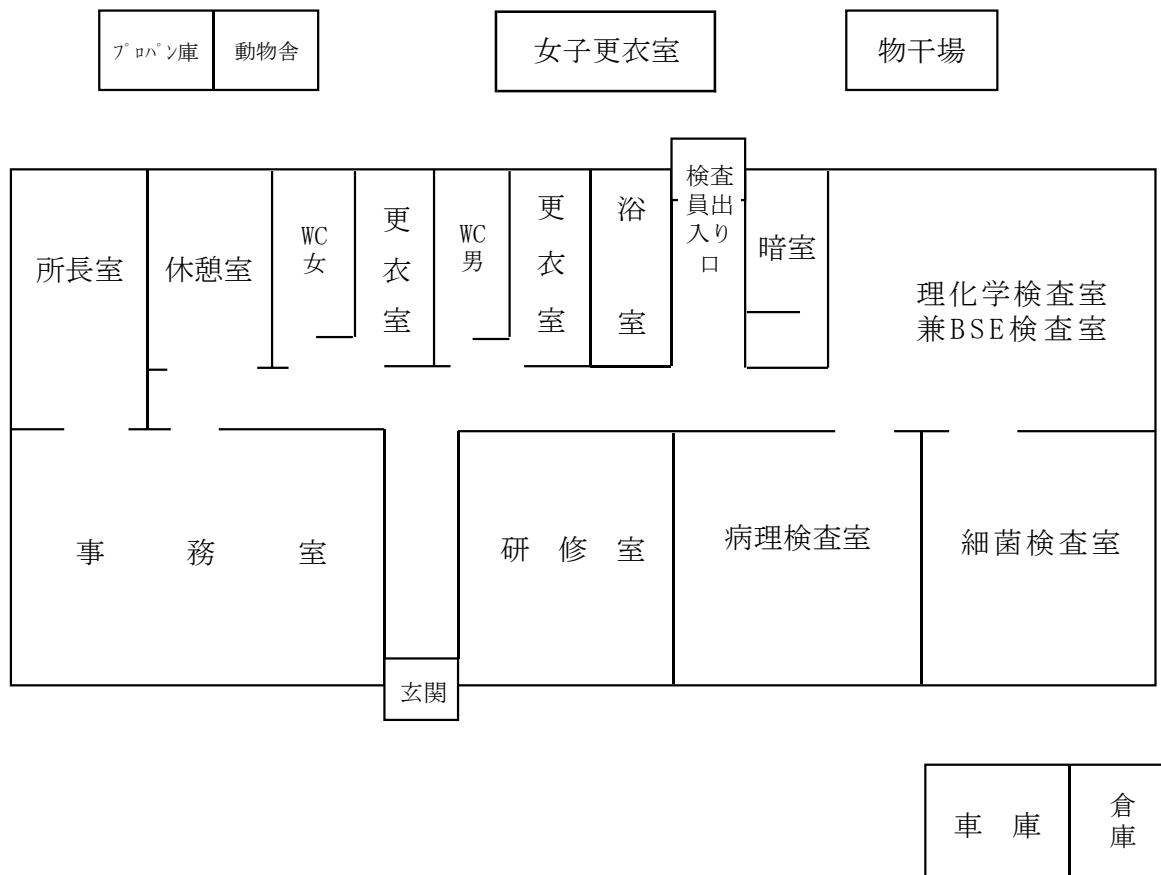 ﾌﾟﾛﾊﾟﾝ庫
動物舎
女子更衣室
物干場
所長室
休憩室
WC
女
更衣室
WC
男
更衣室
浴室
検査
員出
入り
口
暗室
理化学検査室
兼BSE検査室
事務室
研修室
病理検査室
細菌検査室
玄関
車庫
倉庫